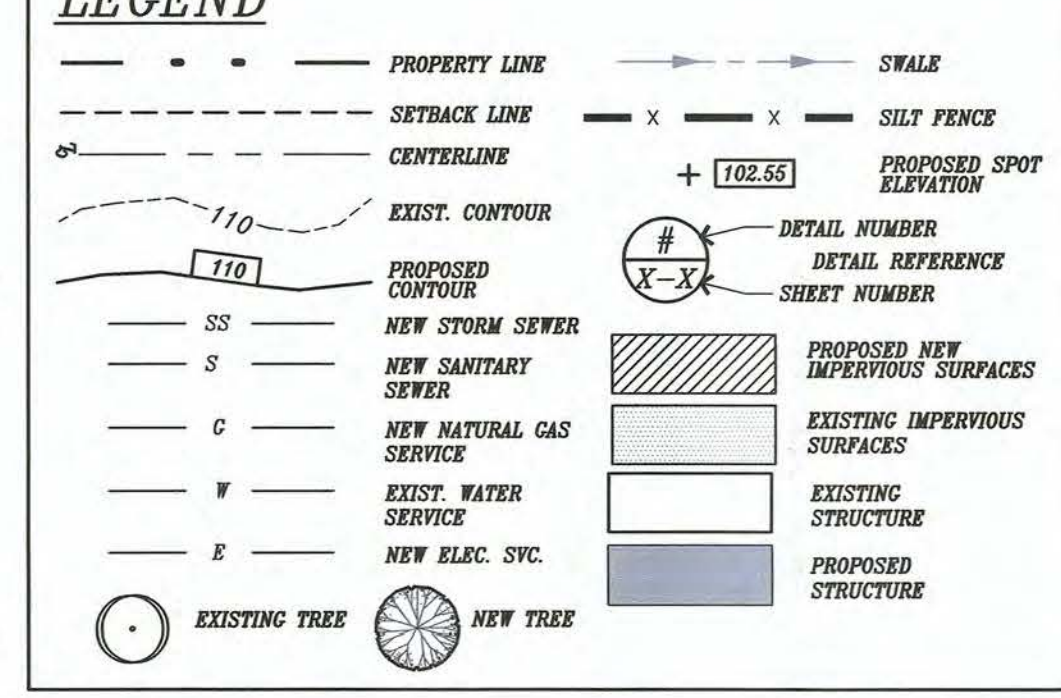 LEGEND
PROPERTY LINE
SETBACK LINE
CENTERLINE
110
EXIST. CONTOUR
110
PROPOSED
CONTOUR
SS
NEW STORM SEWER
S
NEW SANITARY
SEWER
G
NEW NATURAL GAS
SERVICE
W
EXIST. WATER
SERVICE
E
NEW ELEC. SVC.
EXISTING TREE
NEW TREE
SWALE
X X
SILT FENCE
+ 102.55
PROPOSED SPOT
ELEVATION
#
X-X
DETAIL NUMBER
DETAIL REFERENCE
SHEET NUMBER
PROPOSED NEW
IMPERVIOUS SURFACES
EXISTING IMPERVIOUS
SURFACES
EXISTING
STRUCTURE
PROPOSED
STRUCTURE